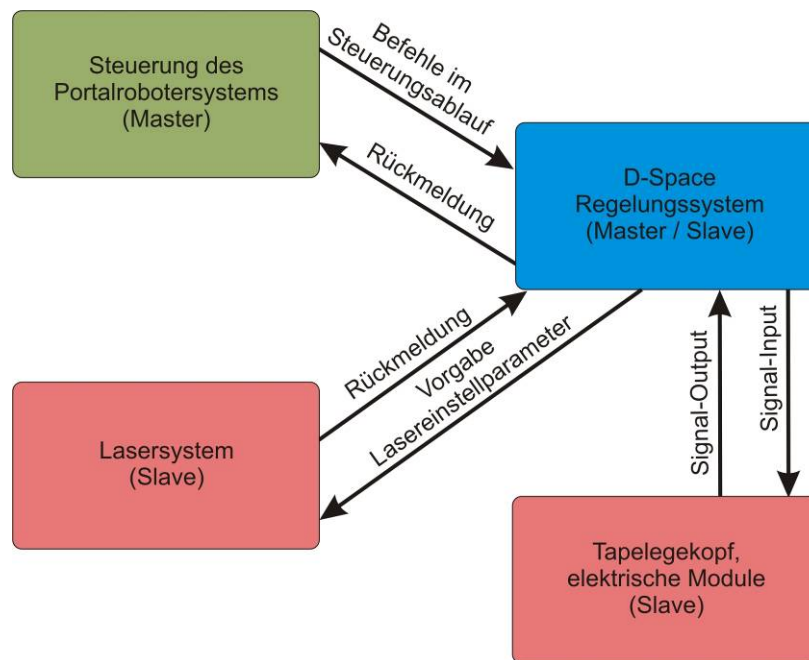 Steuerung des
Portalrobotersystems
(Master)
Befehle im
Steuerungsablauf
Rückmeldung
D-Space
Regelungssystem
(Master / Slave)
Rückmeldung
Vorgabe
Lasereinstellparameter
Signal-Output
Signal-Input
Lasersystem
(Slave)
Tapelegekopf,
elektrische Module
(Slave)